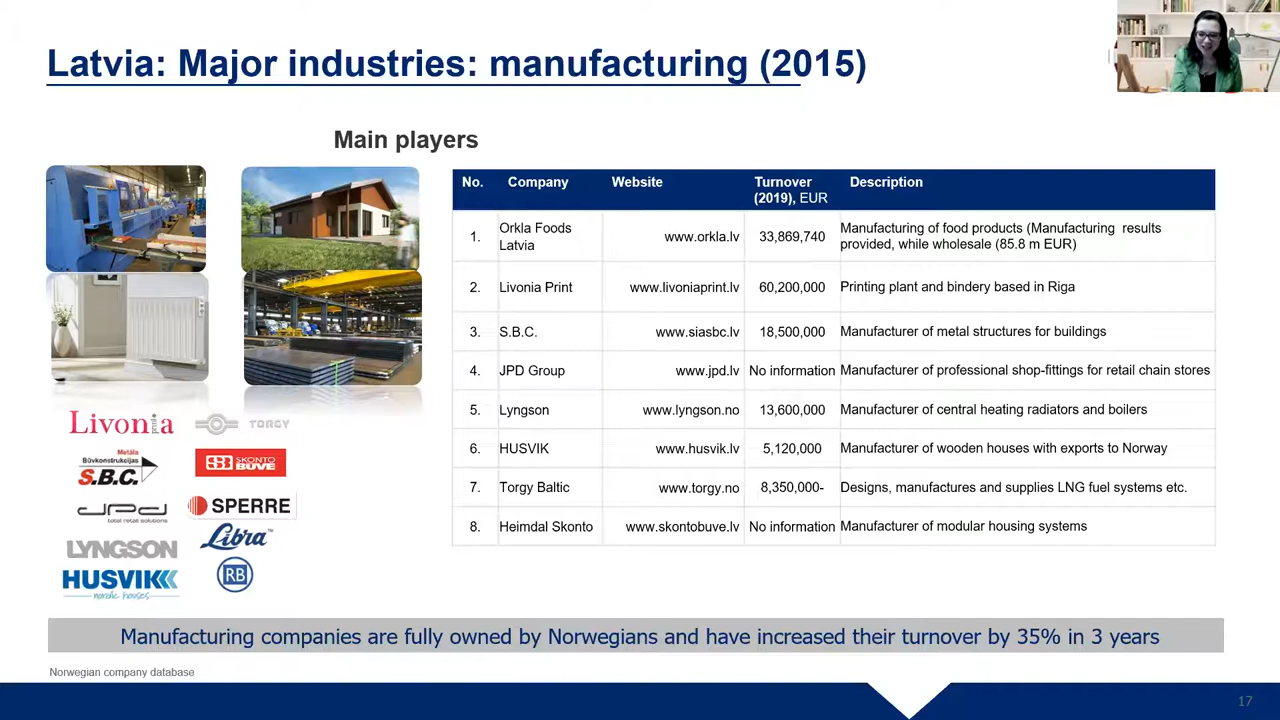 Latvia: Major industries: manufacturing (2015)
Main players
No. Company Website Turnover (2019), EUR Description
1. Orkla Foods Latvia www.orkla.lv 33,869,740 Manufacturing of food products (Manufacturing results provided, while wholesale (85.8 m EUR)
2. Livonia Print www.livoniaprint.lv 60,200,000 Printing plant and bindery based in Riga
3. S.B.C. www.siasbc.lv 18,500,000 Manufacturer of metal structures for buildings
4. JPD Group www.jpd.lv No information Manufacturer of professional shop-fittings for retail chain stores
5. Lyngson www.lyngson.no 13,600,000 Manufacturer of central heating radiators and boilers
6. HUSVIK www.husvik.lv 5,120,000 Manufacturer of wooden houses with exports to Norway
7. Torgy Baltic www.torgy.no 8,350,000- Designs, manufactures and supplies LNG fuel systems etc.
8. Heimdal Skonto www.skontobuve.lv No information Manufacturer of modular housing systems
Livonia print
TORGY
Metāla
Būvkonstrukcijas
S.B.C.
SKONTO
BŪVE
JPD
total retail solutions
SPERRE
LYNGSON
Libra™
HUSVIK
nordic houses
RB
Manufacturing companies are fully owned by Norwegians and have increased their turnover by 35% in 3 years
Norwegian company database
17